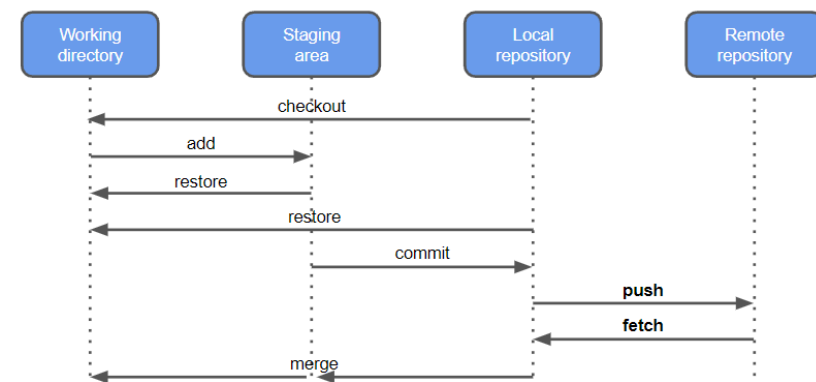 Working
directory
Staging
area
Local
repository
Remote
repository
checkout
add
restore
restore
commit
push
fetch
merge